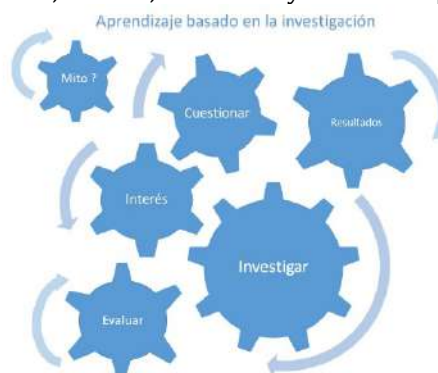 Aprendizaje basado en la investigación
Mito ?
Cuestionar
Resultados
Interés
Investigar
Evaluar